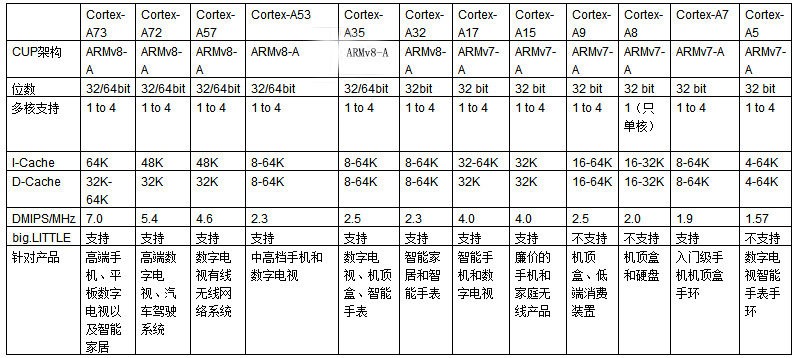 Cortex-A73 Cortex-A72 Cortex-A57 Cortex-A53 Cortex-A35 Cortex-A32 Cortex-A17 Cortex-A15 Cortex-A9 Cortex-A8 Cortex-A7 Cortex-A5
CUP架构 ARMv8-A ARMv8-A ARMv8-A ARMv8-A ARMv8-A ARMv8-A ARMv7-A ARMv7-A ARMv7-A ARMv7-A ARMv7-A ARMv7-A
位数 32/64bit 32/64bit 32/64bit 32/64bit 32/64bit 32bit 32 bit 32 bit 32 bit 32 bit 32 bit 32 bit
多核支持 1 to 4 1 to 4 1 to 4 1 to 4 1 to 4 1 to 4 1 to 4 1 to 4 1 to 4 1（只单核） 1 to 4 1 to 4
I-Cache 64K 48K 48K 8-64K 8-64K 8-64K 32-64K 32K 16-64K 16-32K 8-64K 4-64K
D-Cache 32K-64K 32K 32K 8-64K 8-64K 8-64K 32K 32K 16-64K 16-32K 8-64K 4-64K
DMIPS/MHz 7.0 5.4 4.6 2.3 2.5 2.3 4.0 4.0 2.5 2.0 1.9 1.57
big.LITTLE 支持 支持 支持 支持 支持 支持 支持 支持 不支持 不支持 支持 不支持
针对产品 高端手机、平板数字电视以及智能家居 高端数字电视、汽车驾驶系统 数字电视有线无线网络系统 中高档手机和数字电视 数字电视、机顶盒、智能手表 智能家居和智能手表 智能手机和数字电视 廉价的手机和家庭无线产品 机顶盒、低端消费装置 机顶盒和硬盘 入门级手机机顶盒手环 数字电视智能手表手环